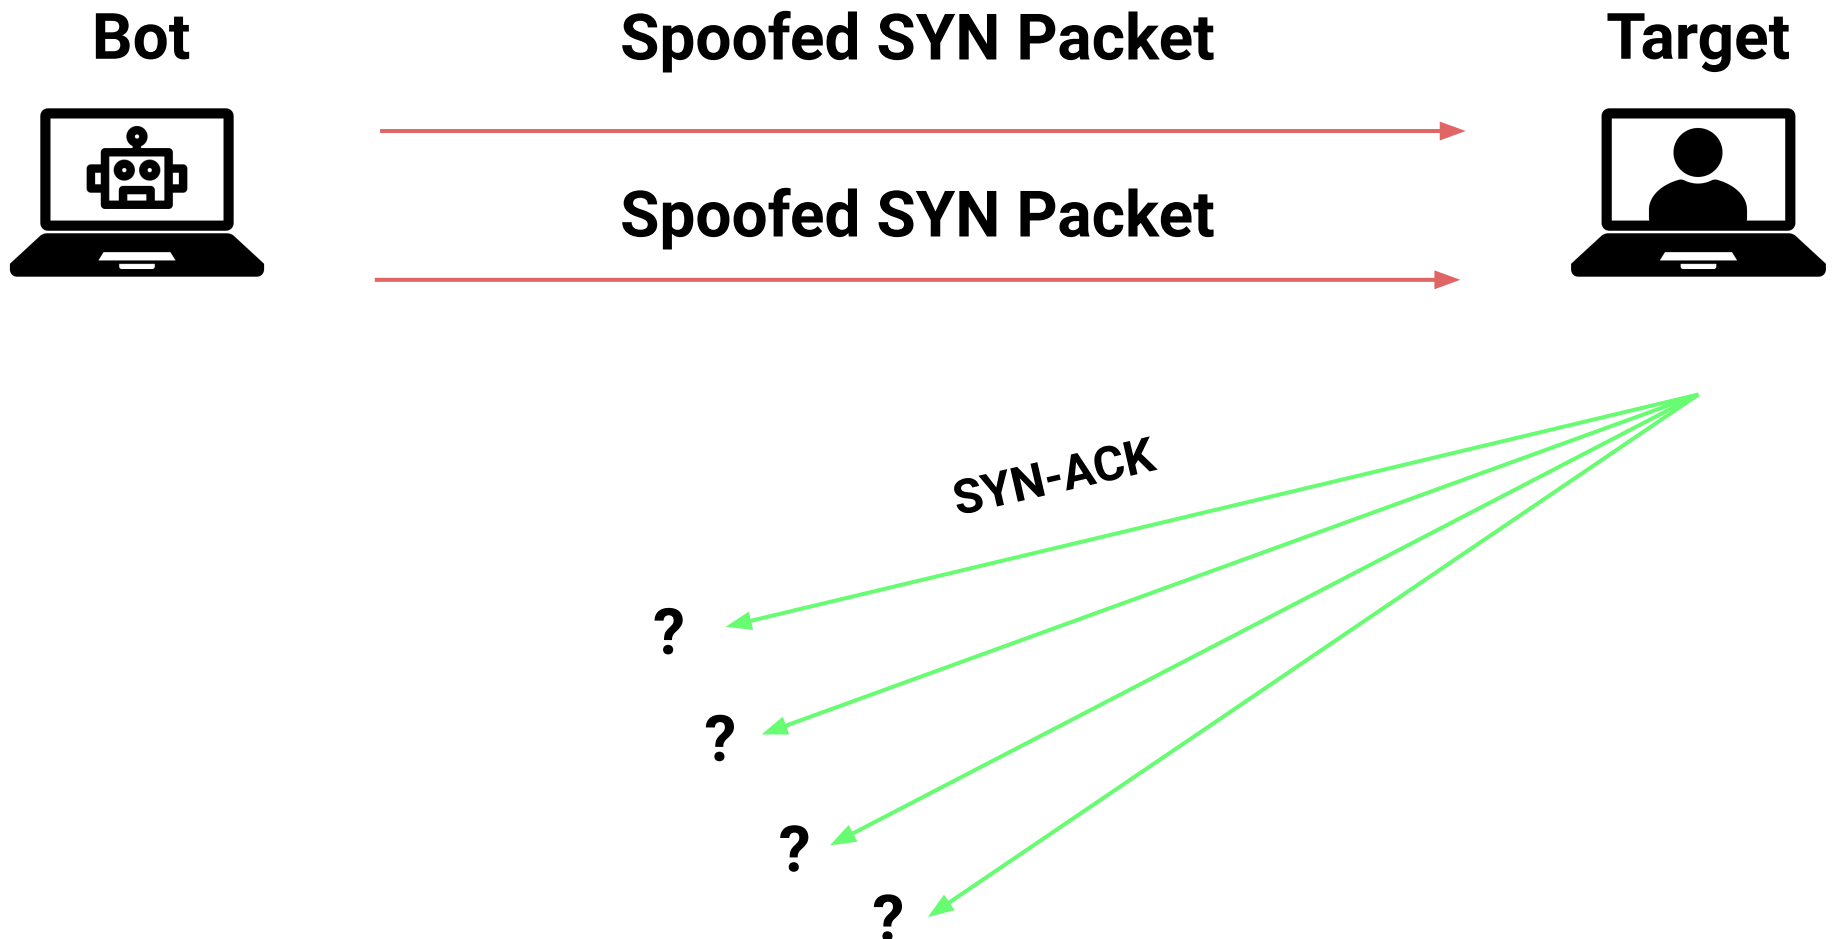 Bot
Spoofed SYN Packet
Target
Spoofed SYN Packet
SYN-ACK
?
?
?
?